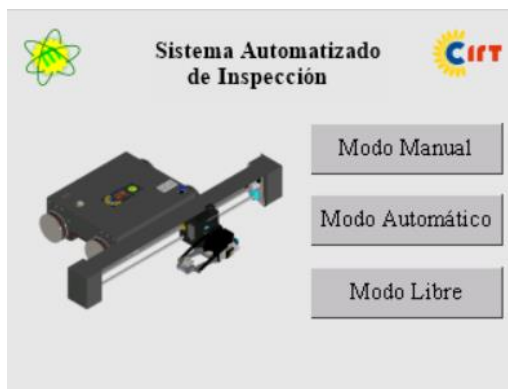 Sistema Automatizado
de Inspección
CIRT
Modo Manual
Modo Automático
Modo Libre